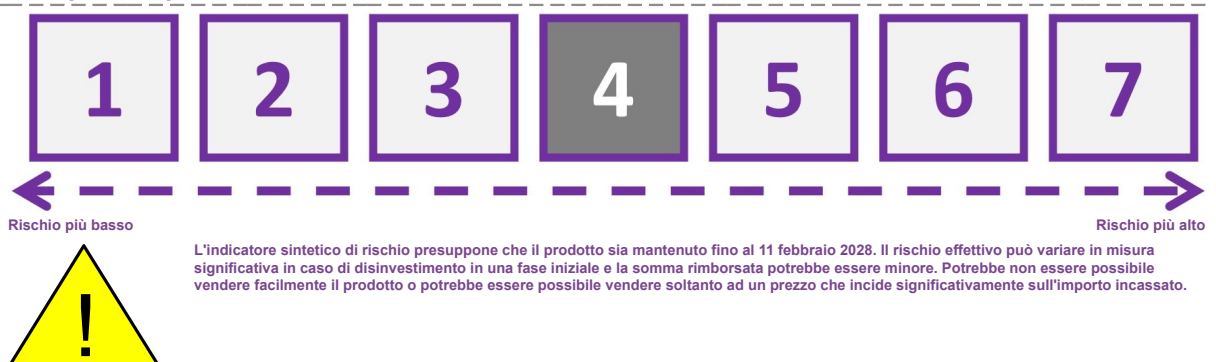 1 2 3 4 5 6 7
Rischio più basso Rischio più alto
L'indicatore sintetico di rischio presuppone che il prodotto sia mantenuto fino al 11 febbraio 2028. Il rischio effettivo può variare in misura
significativa in caso di disinvestimento in una fase iniziale e la somma rimborsata potrebbe essere minore. Potrebbe non essere possibile
vendere facilmente il prodotto o potrebbe essere possibile vendere soltanto ad un prezzo che incide significativamente sull'importo incassato.
!